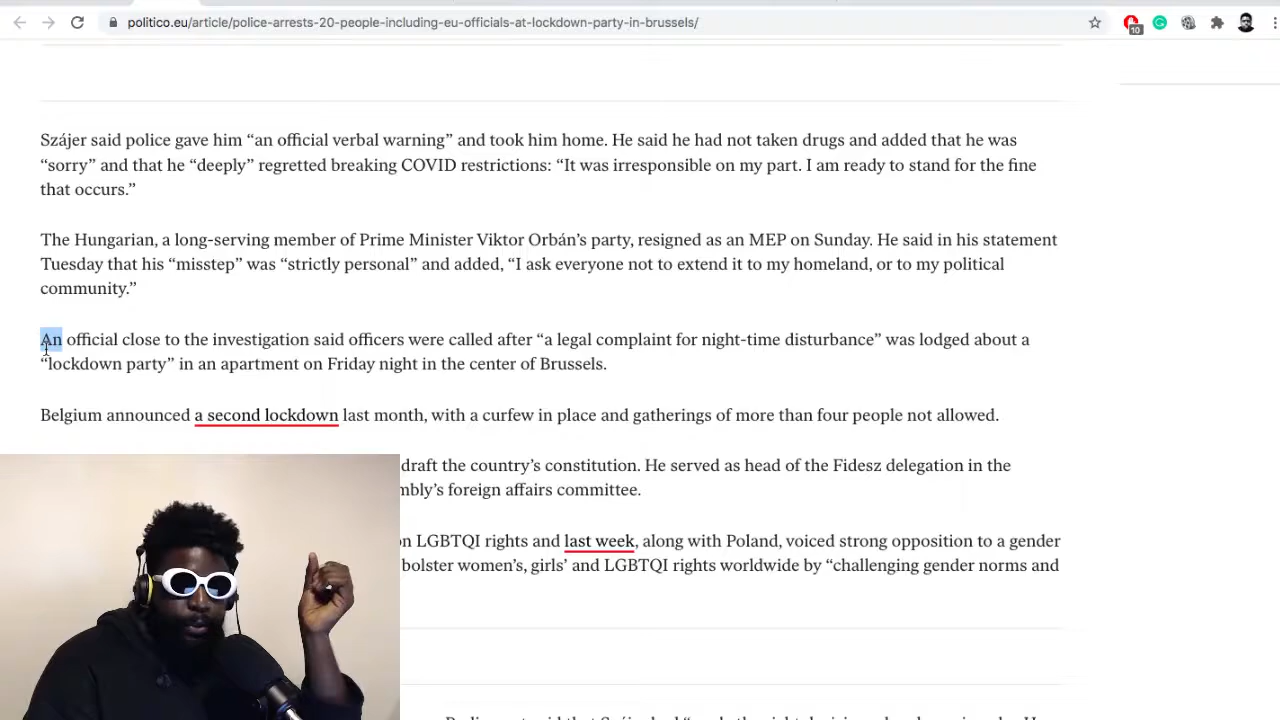 politico.eu/article/police-arrests-20-people-including-eu-officials-at-lockdown-party-in-brussels/
10
Szájer said police gave him “an official verbal warning” and took him home. He said he had not taken drugs and added that he was
“sorry” and that he “deeply” regretted breaking COVID restrictions: “It was irresponsible on my part. I am ready to stand for the fine
that occurs.”
The Hungarian, a long-serving member of Prime Minister Viktor Orbán’s party, resigned as an MEP on Sunday. He said in his statement
Tuesday that his “misstep” was “strictly personal” and added, “I ask everyone not to extend it to my homeland, or to my political
community.”
An official close to the investigation said officers were called after “a legal complaint for night-time disturbance” was lodged about a
“lockdown party” in an apartment on Friday night in the center of Brussels.
Belgium announced a second lockdown last month, with a curfew in place and gatherings of more than four people not allowed.
draft the country’s constitution. He served as head of the Fidesz delegation in the
mbly’s foreign affairs committee.
on LGBTQI rights and last week, along with Poland, voiced strong opposition to a gender
bolster women’s, girls’ and LGBTQI rights worldwide by “challenging gender norms and